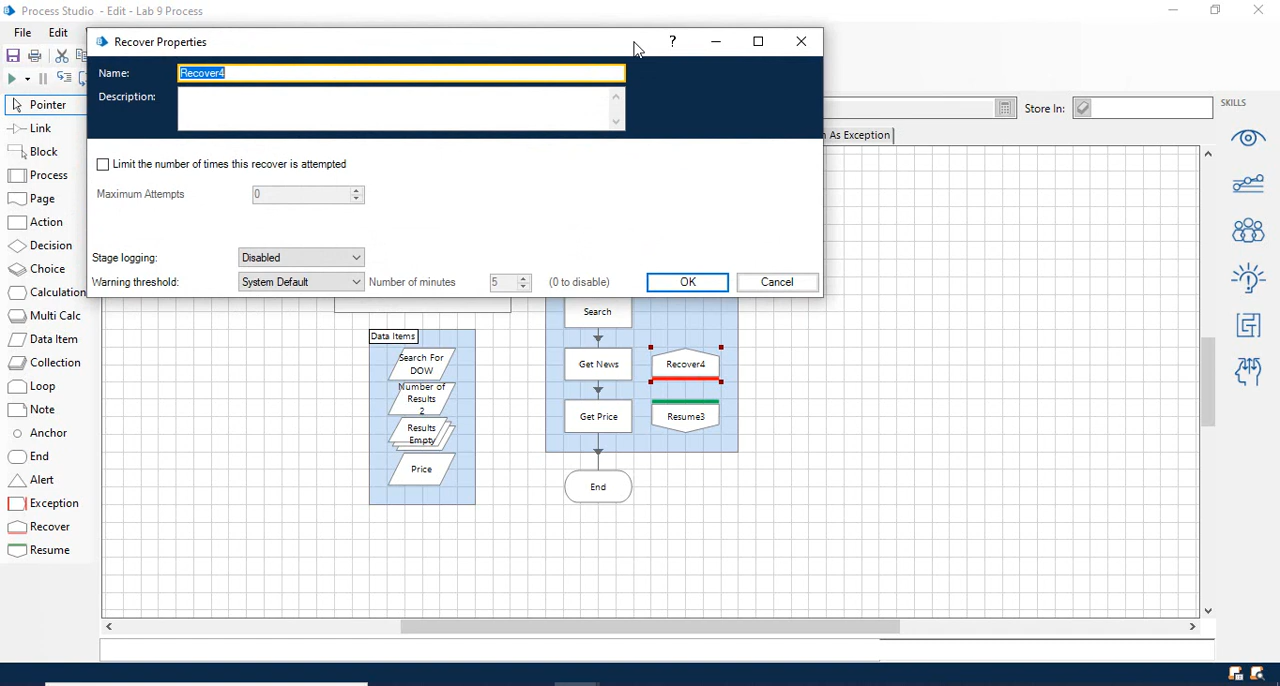 Process Studio - Edit - Lab 9 Process
File Edit
Recover Properties
?
Name: Recover4
Description:
Limit the number of times this recover is attempted
Maximum Attempts 0
Stage logging: Disabled
Warning threshold: System Default Number of minutes 5 (0 to disable)
OK Cancel
Store In:
As Exception
SKILLS
Pointer
Link
Block
Process
Page
Action
Decision
Choice
Calculation
Multi Calc
Data Item
Collection
Loop
Note
Anchor
End
Alert
Exception
Recover
Resume
Data Items
Search For
DOW
Number of
Results
2
Results
Empty
Price
Search
Get News
Get Price
End
Recover4
Resume3